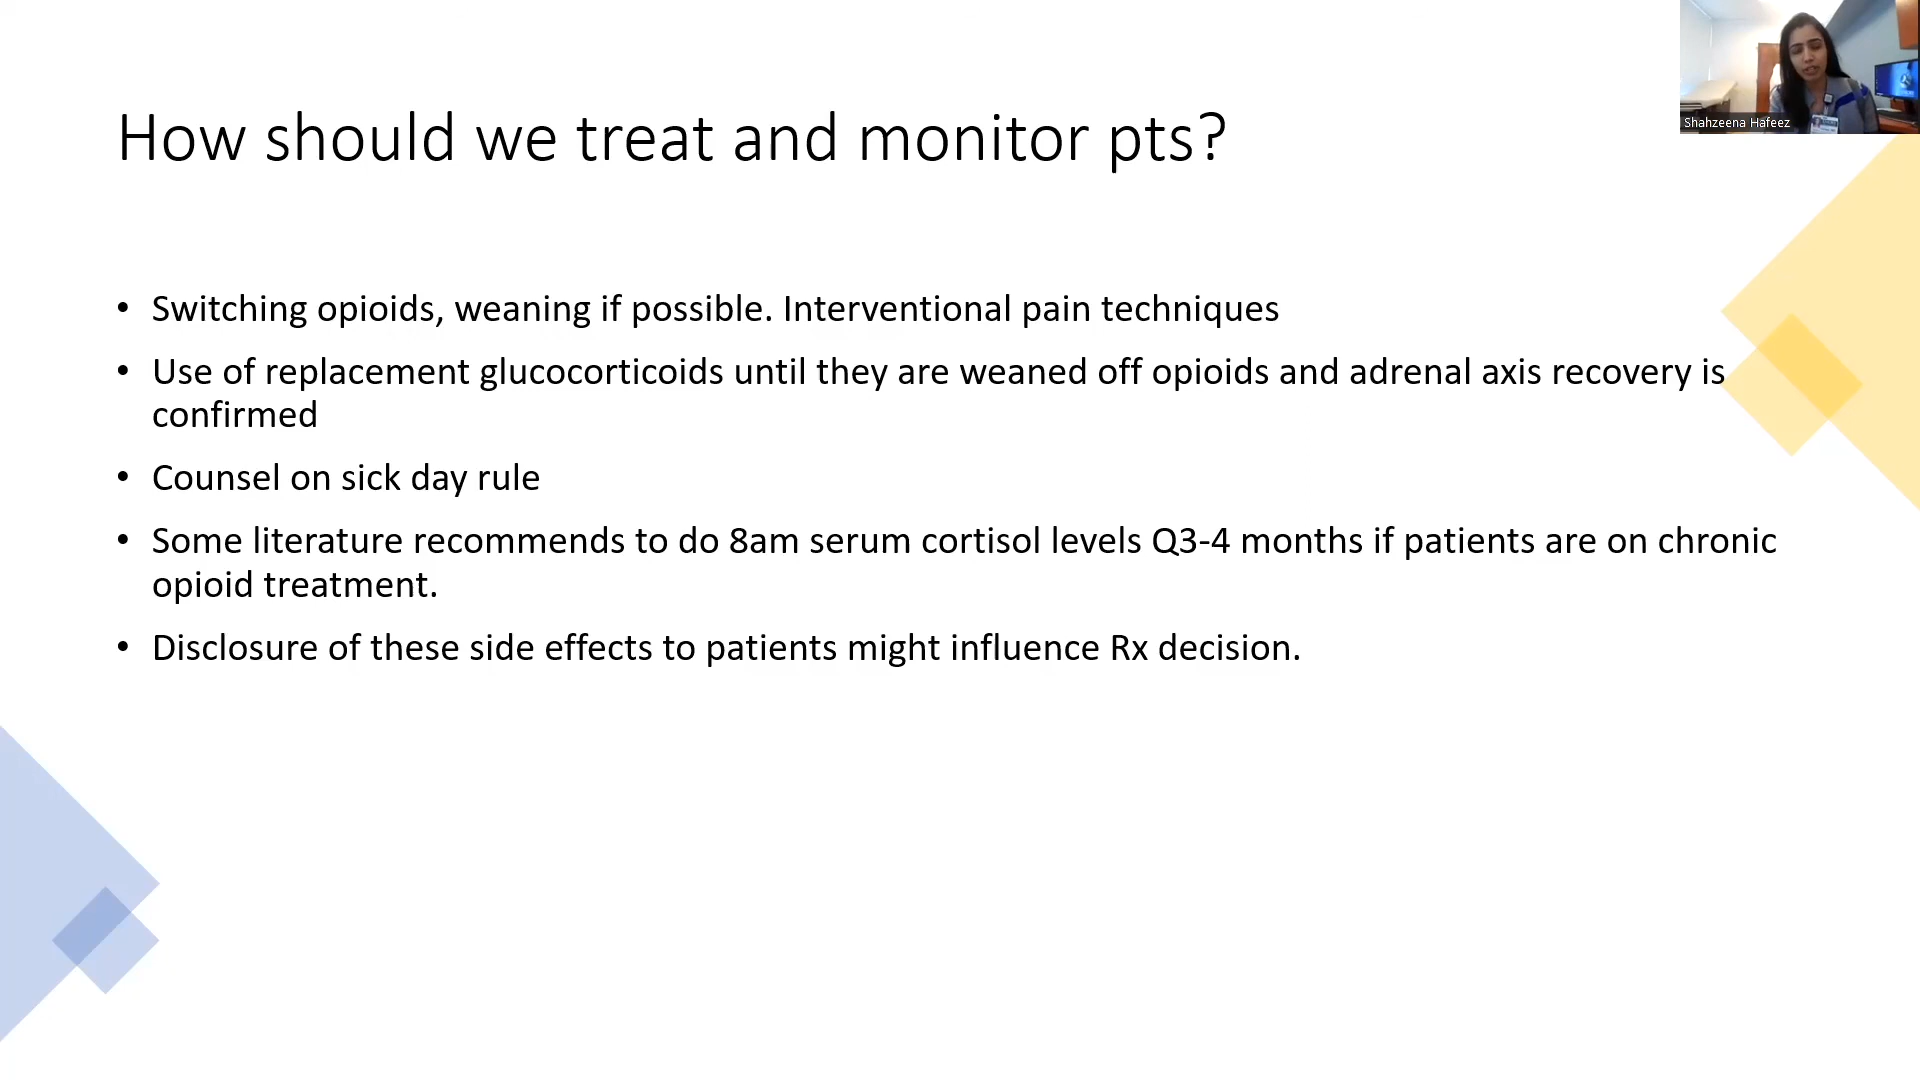 Shahzeena Hafeez
How should we treat and monitor pts?
• Switching opioids, weaning if possible. Interventional pain techniques
• Use of replacement glucocorticoids until they are weaned off opioids and adrenal axis recovery is
confirmed
• Counsel on sick day rule
• Some literature recommends to do 8am serum cortisol levels Q3-4 months if patients are on chronic
opioid treatment.
• Disclosure of these side effects to patients might influence Rx decision.